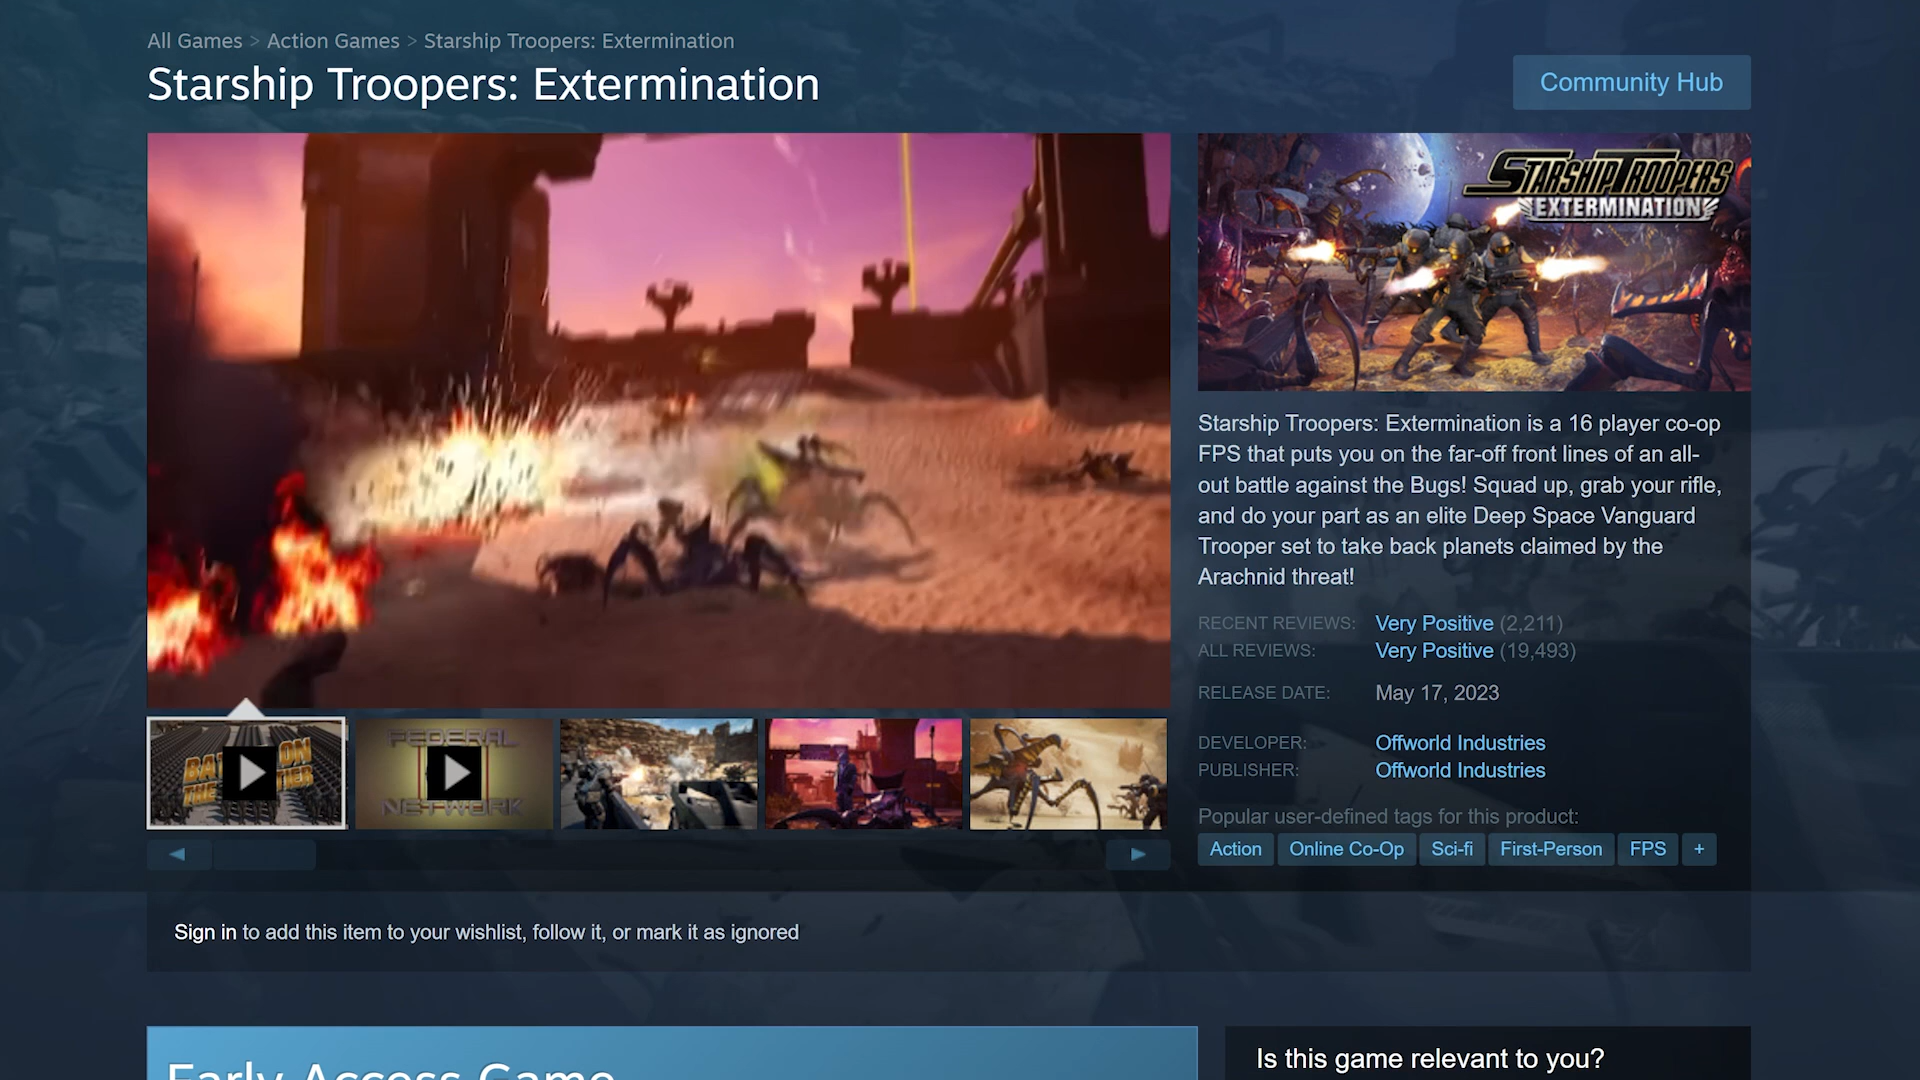 All Games > Action Games > Starship Troopers: Extermination
Starship Troopers: Extermination
Community Hub
STARSHIP TROOPERS
EXTERMINATION
Starship Troopers: Extermination is a 16 player co-op
FPS that puts you on the far-off front lines of an all-
out battle against the Bugs! Squad up, grab your rifle,
and do your part as an elite Deep Space Vanguard
Trooper set to take back planets claimed by the
Arachnid threat!
RECENT REVIEWS: Very Positive (2,211)
ALL REVIEWS: Very Positive (19,493)
RELEASE DATE: May 17, 2023
DEVELOPER: Offworld Industries
PUBLISHER: Offworld Industries
Popular user-defined tags for this product:
Action Online Co-Op Sci-fi First-Person FPS +
FEDERAL
NETWORK
Sign in to add this item to your wishlist, follow it, or mark it as ignored
Early Access Game
Is this game relevant to you?